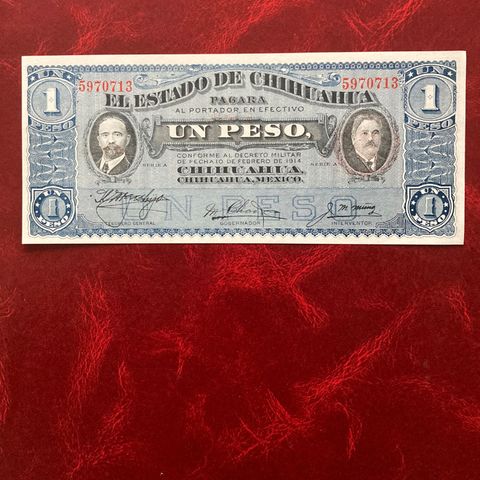 UN UN
5970713 5970713
1 EL ESTADO DE CHIHUAHUA 1
PAGARA
AL PORTADOR, EN EFECTIVO
PESO PESO
UN PESO,
CONFORME AL DECRETO MILITAR
SERIE A DE FECHA 10 DE FEBRERO DE 1914. SERIE A
CHIHUAHUA,
CHIHUAHUA, MEXICO.
UN PESO
1 1
TESORERO GENERAL GOBERNADOR INTERVENTOR